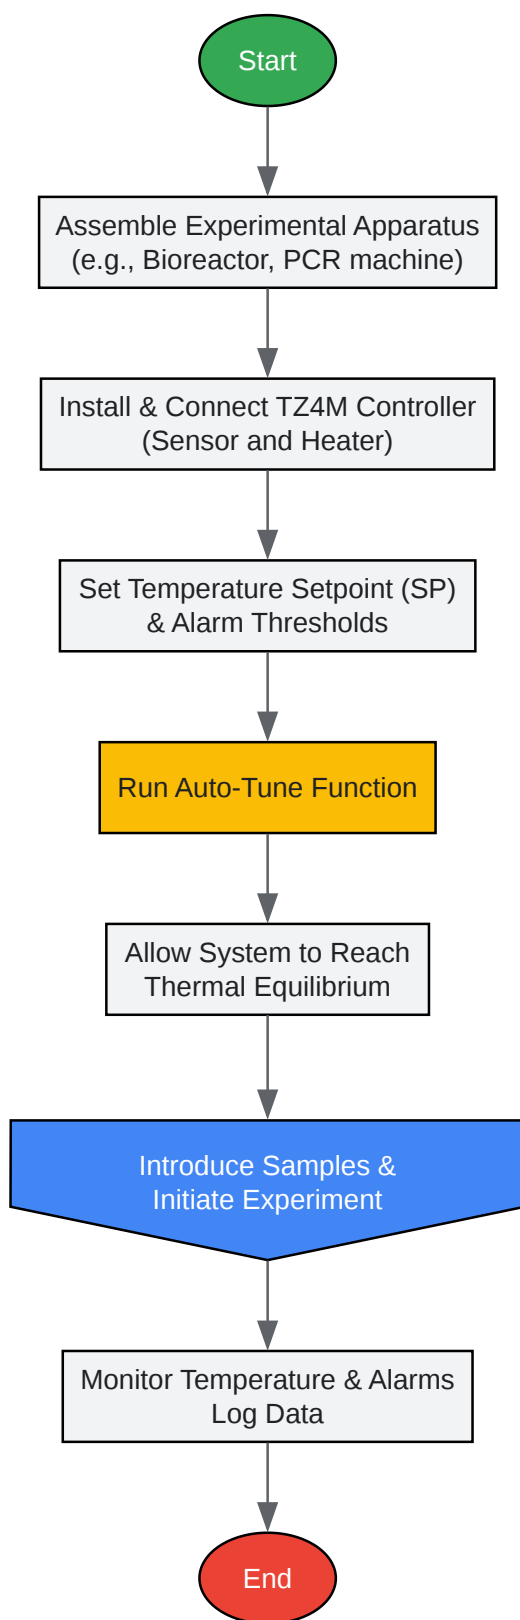 Start
Assemble Experimental Apparatus
(e.g., Bioreactor, PCR machine)
Install & Connect TZ4M Controller
(Sensor and Heater)
Set Temperature Setpoint (SP)
& Alarm Thresholds
Run Auto-Tune Function
Allow System to Reach
Thermal Equilibrium
Introduce Samples &
Initiate Experiment
Monitor Temperature & Alarms
Log Data
End